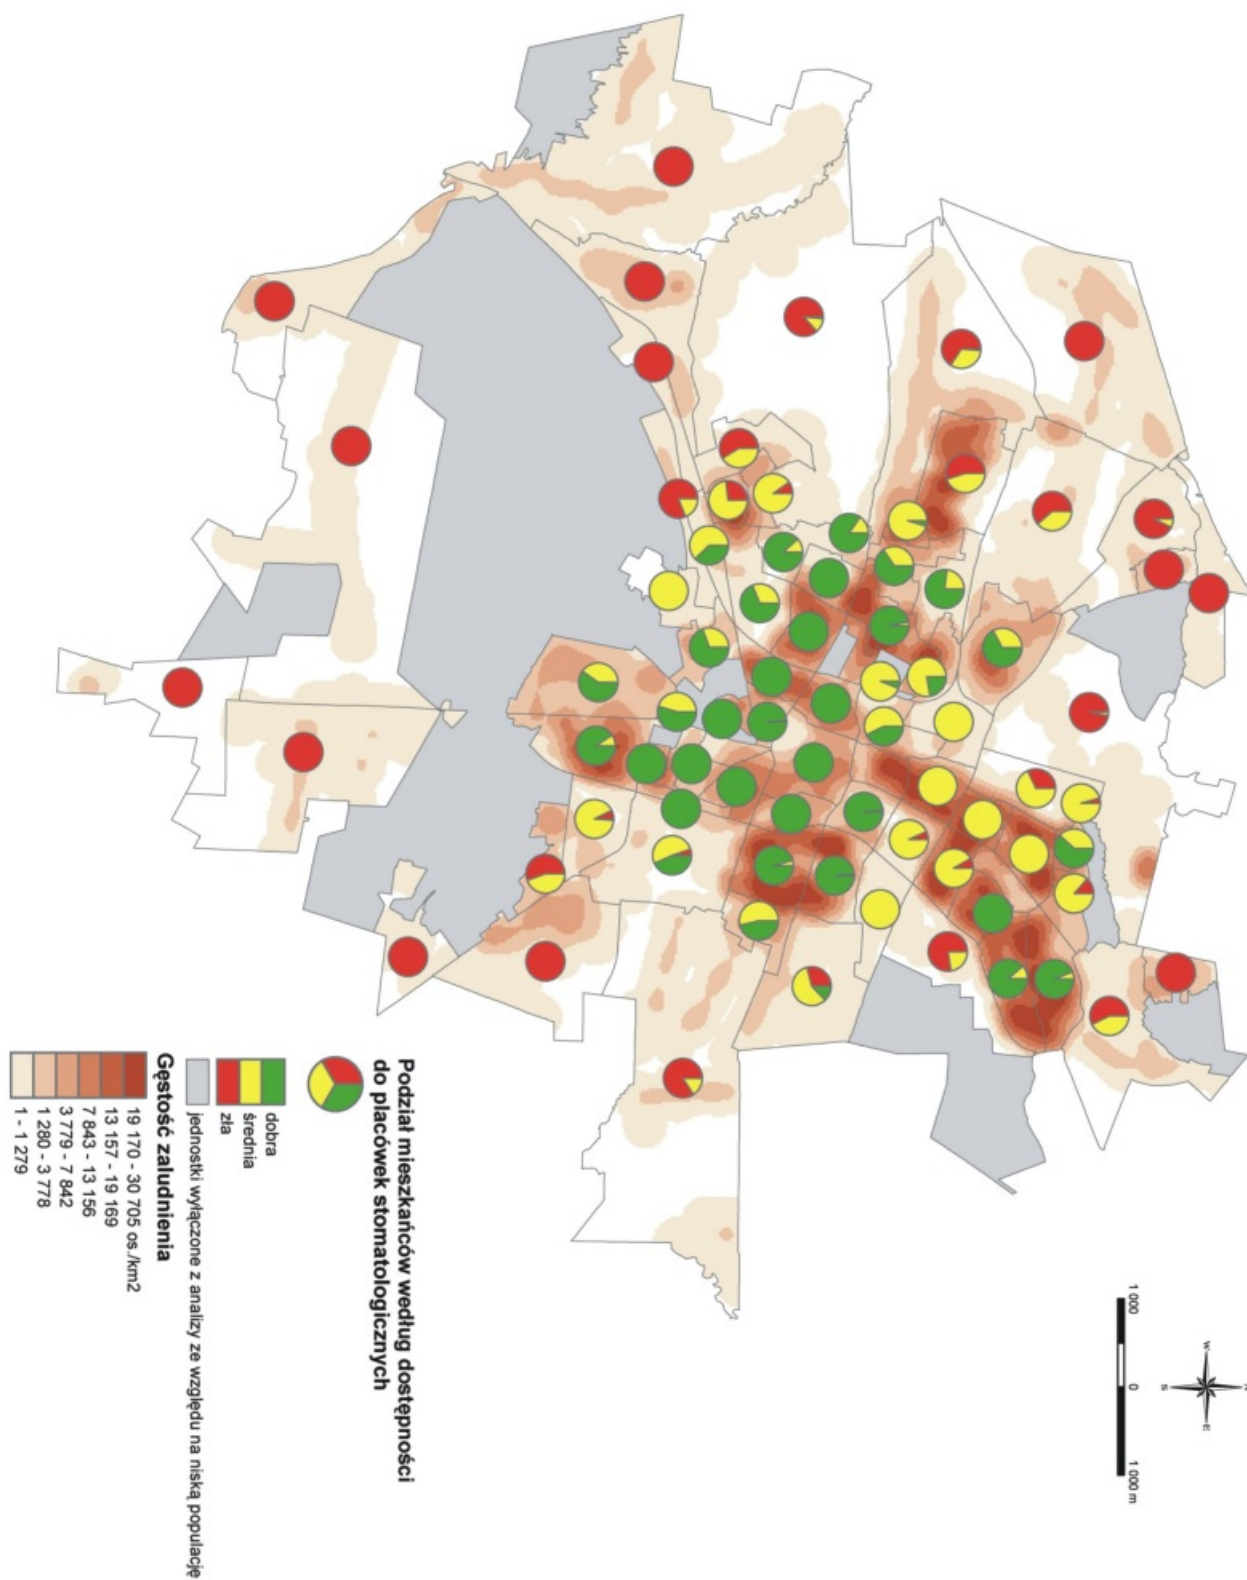 Podział mieszkańców według dostępności
do placówek stomatologicznych
dobra
średnia
zła
jednostki wyłączone z analizy ze względu na niską populację
Gęstość zaludnienia
19 170 - 30 705 os./km2
13 157 - 19 169
7 843 - 13 156
3 779 - 7 842
1 280 - 3 778
1 - 1 279
W
S
E
1 000
0
1 000 m